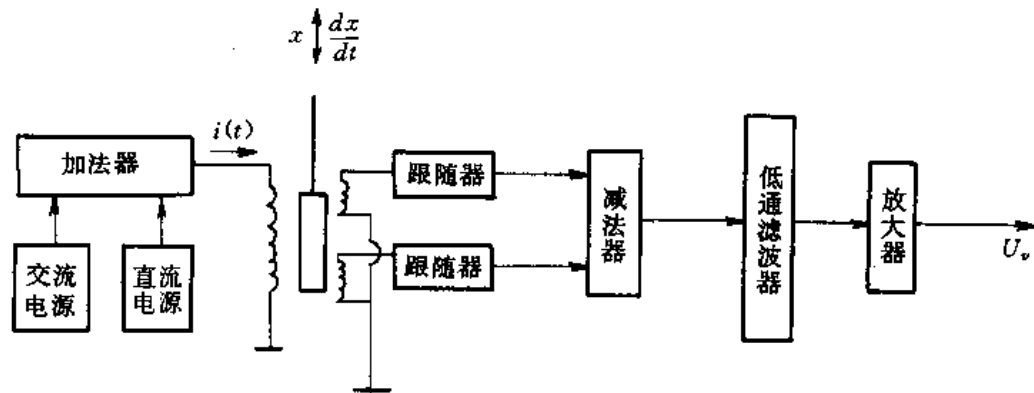 x dx/dt
i(t)
加法器
跟随器
减法器
低通滤波器
放大器
U_v
跟随器
交流
电源
直流
电源